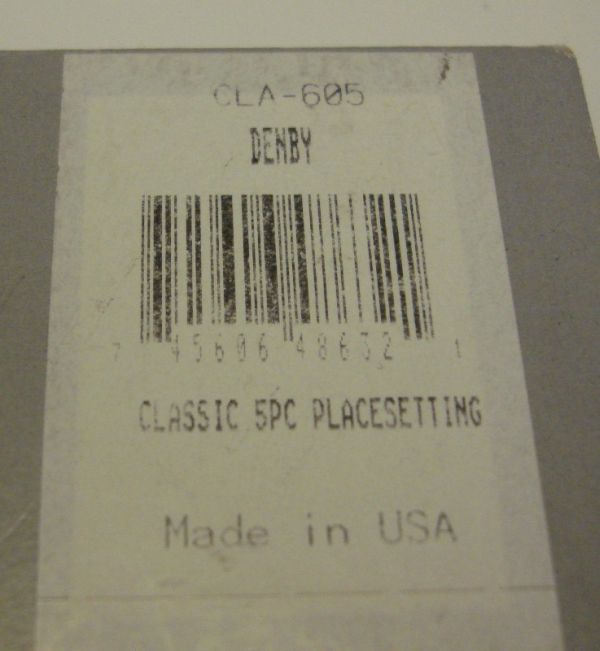 CLA-605
DENBY
7 45606 48632 1
CLASSIC 5PC PLACESETTING
Made in USA